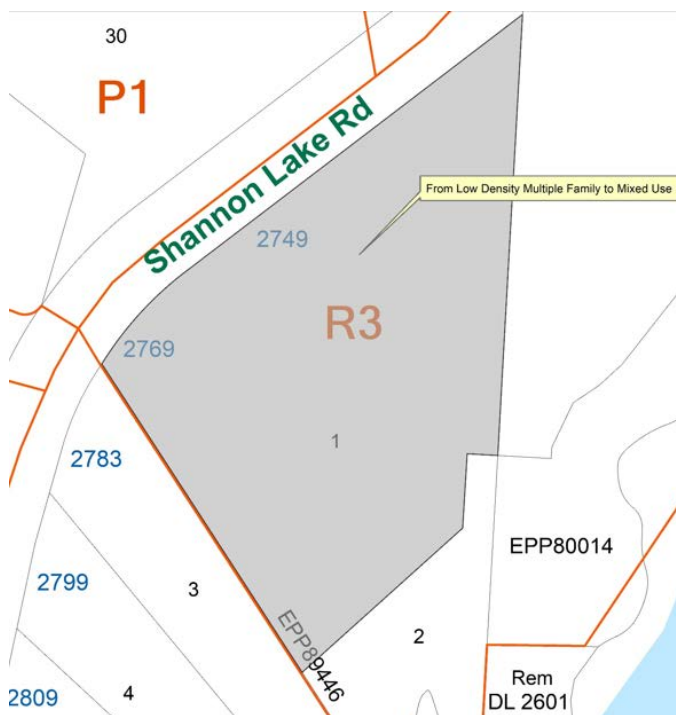 30
P1
Shannon Lake Rd
From Low Density Multiple Family to Mixed Use
2749
R3
2769
1
2783
EPP80014
2799
3
EPP89446
2
4
2809
Rem
DL 2601